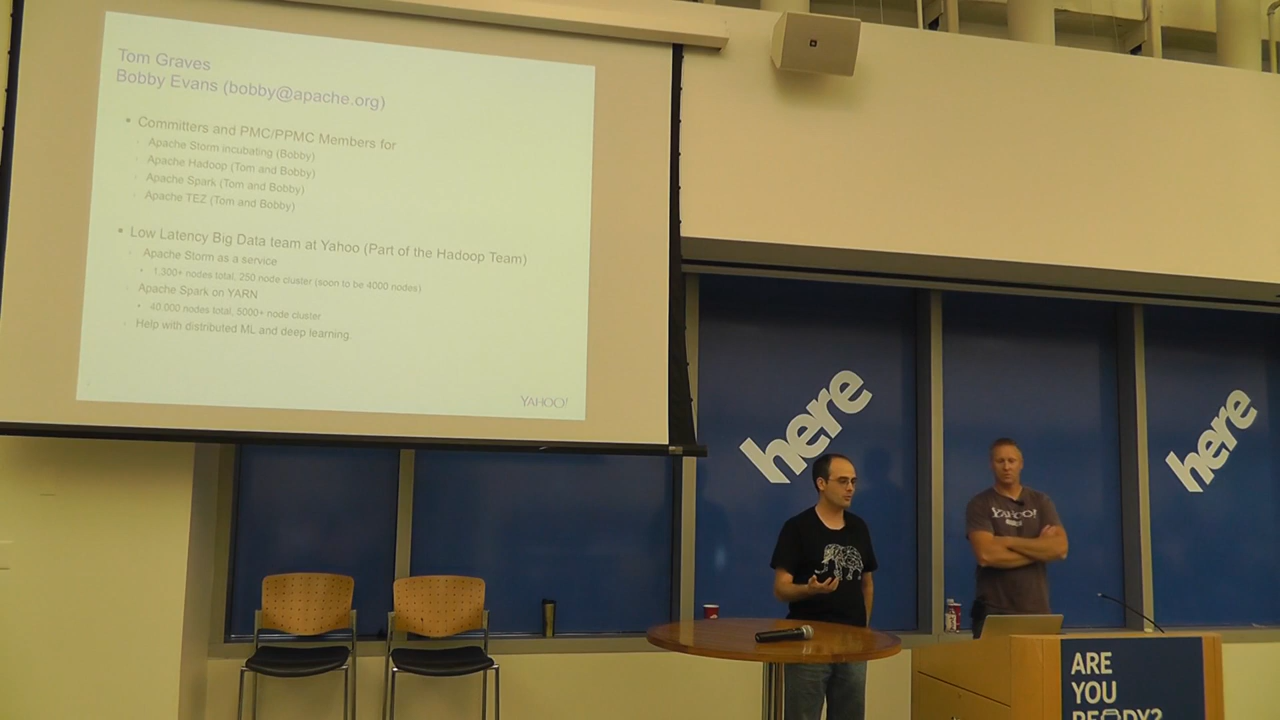 Tom Graves
Bobby Evans (bobby@apache.org)
• Committers and PMC/PPMC Members for
Apache Storm incubating (Bobby)
Apache Hadoop (Tom and Bobby)
Apache Spark (Tom and Bobby)
Apache TEZ (Tom and Bobby)
• Low Latency Big Data team at Yahoo (Part of the Hadoop Team)
Apache Storm as a service
• 1,300+ nodes total, 250 node cluster (soon to be 4000 nodes)
Apache Spark on YARN
• 40,000 nodes total, 5000+ node cluster
Help with distributed ML and deep learning.
YAHOO!
JBL
here
here
YAHOO!
ARE
YOU
READY?